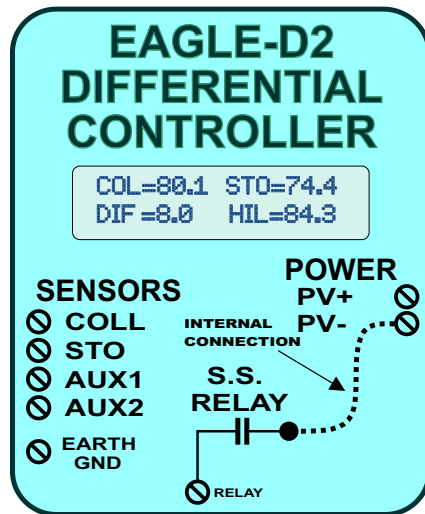 EAGLE-D2
DIFFERENTIAL
CONTROLLER
COL=80.1 STO=74.4
DIF =8.0 HIL=84.3
POWER
PV+
PV-
SENSORS
COLL
STO
AUX1
AUX2
EARTH
GND
INTERNAL
CONNECTION
S.S.
RELAY
RELAY